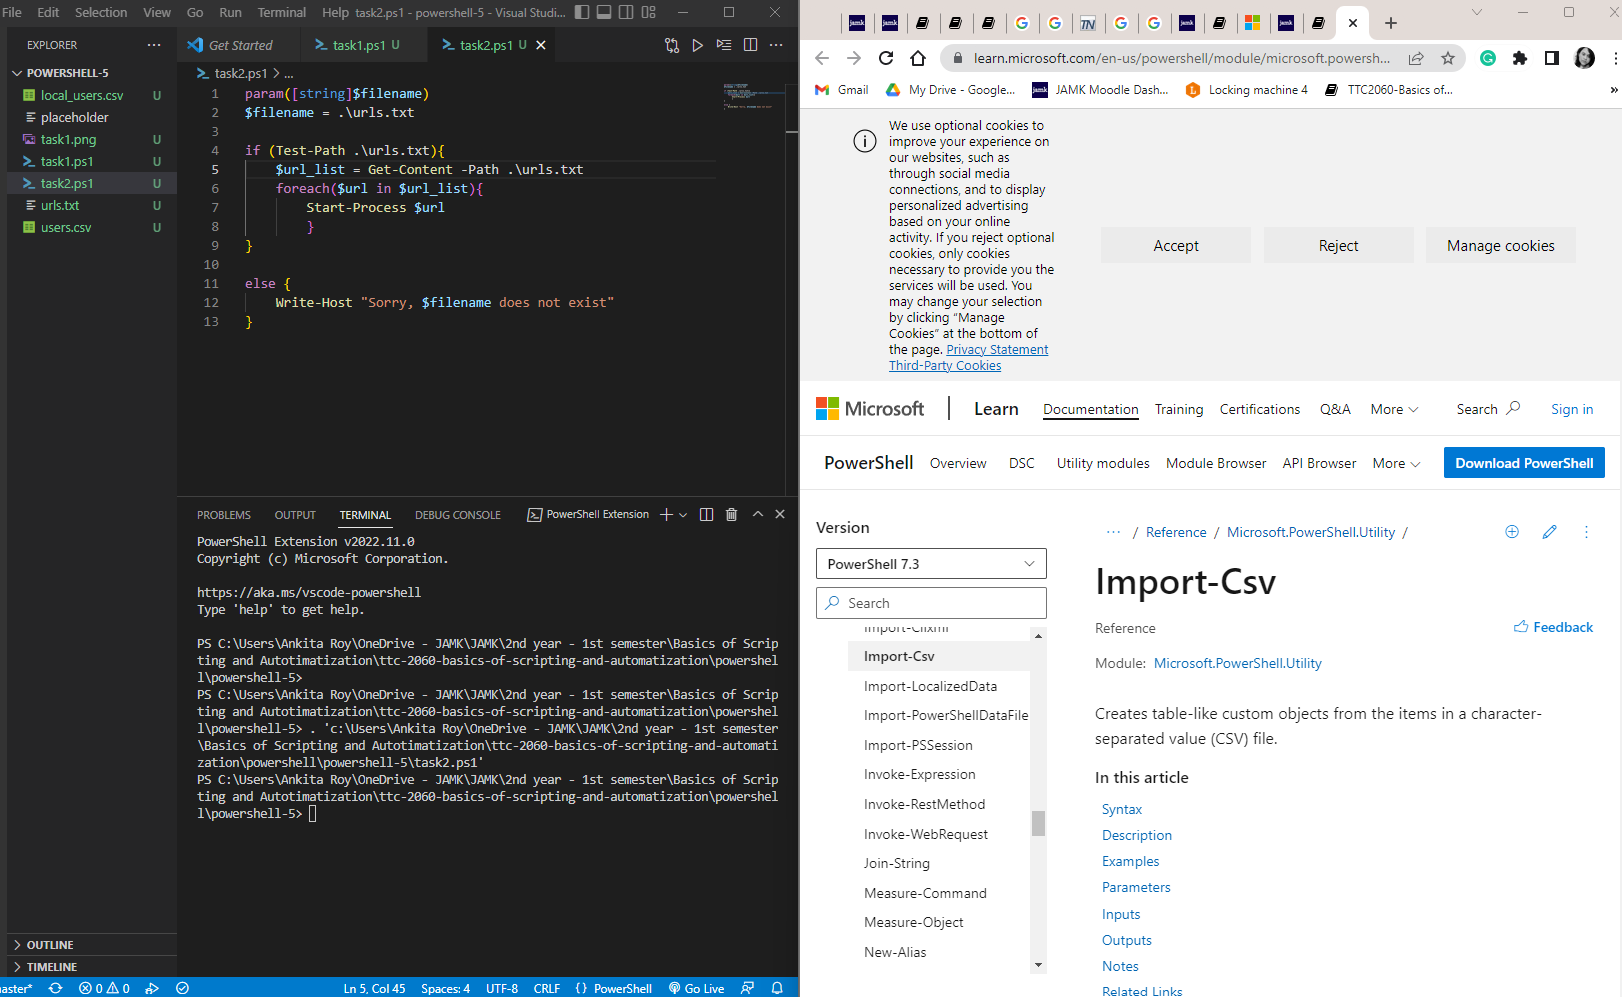 File Edit Selection View Go Run Terminal Help task2.ps1 - powershell-5 - Visual Studi...
EXPLORER
POWERSHELL-5
local_users.csv U
placeholder
task1.png U
task1.ps1 U
task2.ps1 U
urls.txt U
users.csv U
OUTLINE
TIMELINE
Get Started task1.ps1 U task2.ps1 U
task2.ps1 > ...
1 param([string]$filename)
2 $filename = .\urls.txt
3
4 if (Test-Path .\urls.txt){
5 $url_list = Get-Content -Path .\urls.txt
6 foreach($url in $url_list){
7 Start-Process $url
8 }
9 }
10
11 else {
12 Write-Host "Sorry, $filename does not exist"
13 }
PROBLEMS OUTPUT TERMINAL DEBUG CONSOLE PowerShell Extension
PowerShell Extension v2022.11.0
Copyright (c) Microsoft Corporation.
https://aka.ms/vscode-powershell
Type 'help' to get help.
PS C:\Users\Ankita Roy\OneDrive - JAMK\JAMK\2nd year - 1st semester\Basics of Scrip
ting and Autotimatization\ttc-2060-basics-of-scripting-and-automatization\powershel
l\powershell-5>
PS C:\Users\Ankita Roy\OneDrive - JAMK\JAMK\2nd year - 1st semester\Basics of Scrip
ting and Autotimatization\ttc-2060-basics-of-scripting-and-automatization\powershel
l\powershell-5> . 'c:\Users\Ankita Roy\OneDrive - JAMK\JAMK\2nd year - 1st semester
\Basics of Scripting and Autotimatization\ttc-2060-basics-of-scripting-and-automati
zation\powershell\powershell-5\task2.ps1'
PS C:\Users\Ankita Roy\OneDrive - JAMK\JAMK\2nd year - 1st semester\Basics of Scrip
ting and Autotimatization\ttc-2060-basics-of-scripting-and-automatization\powershel
l\powershell-5>
aster* 0 0 Ln 5, Col 45 Spaces: 4 UTF-8 CRLF {} PowerShell Go Live
jamk jamk TN jamk jamk
learn.microsoft.com/en-us/powershell/module/microsoft.powersh...
Gmail My Drive - Google... jamk JAMK Moodle Dash... Locking machine 4 TTC2060-Basics of... »
We use optional cookies to
improve your experience on
our websites, such as
through social media
connections, and to display
personalized advertising
based on your online
activity. If you reject optional
cookies, only cookies
necessary to provide you the
services will be used. You
may change your selection
by clicking “Manage
Cookies” at the bottom of
the page. Privacy Statement
Third-Party Cookies
Accept Reject Manage cookies
Microsoft Learn Documentation Training Certifications Q&A More Search Sign in
PowerShell Overview DSC Utility modules Module Browser API Browser More Download PowerShell
Version
PowerShell 7.3
Search
Import-Clixml
Import-Csv
Import-LocalizedData
Import-PowerShellDataFile
Import-PSSession
Invoke-Expression
Invoke-RestMethod
Invoke-WebRequest
Join-String
Measure-Command
Measure-Object
New-Alias
... / Reference / Microsoft.PowerShell.Utility /
Import-Csv
Reference
Feedback
Module: Microsoft.PowerShell.Utility
Creates table-like custom objects from the items in a character-
separated value (CSV) file.
In this article
Syntax
Description
Examples
Parameters
Inputs
Outputs
Notes
Related Links